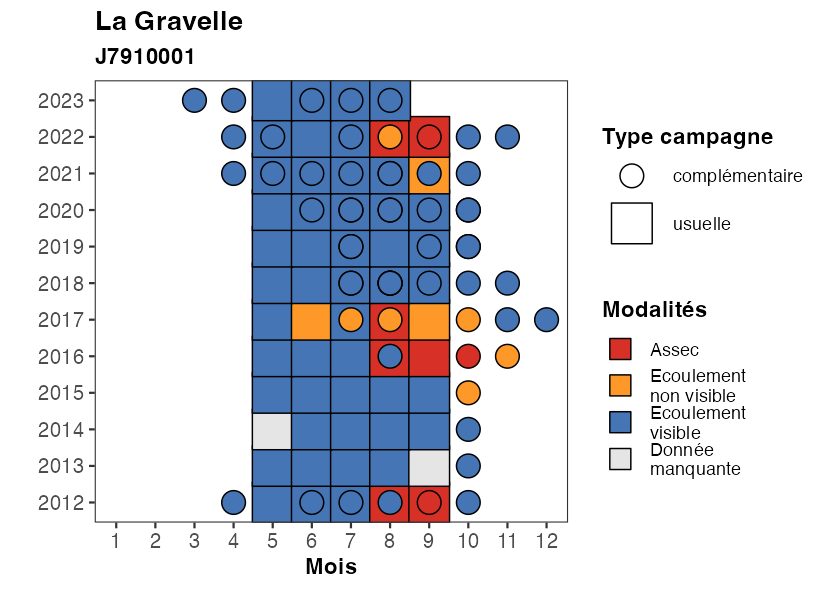 La Gravelle
J7910001
2023
2022
2021
2020
2019
2018
2017
2016
2015
2014
2013
2012
1 2 3 4 5 6 7 8 9 10 11 12
Mois
Type campagne
complémentaire
usuelle
Modalités
Assec
Ecoulement
non visible
Ecoulement
visible
Donnée
manquante